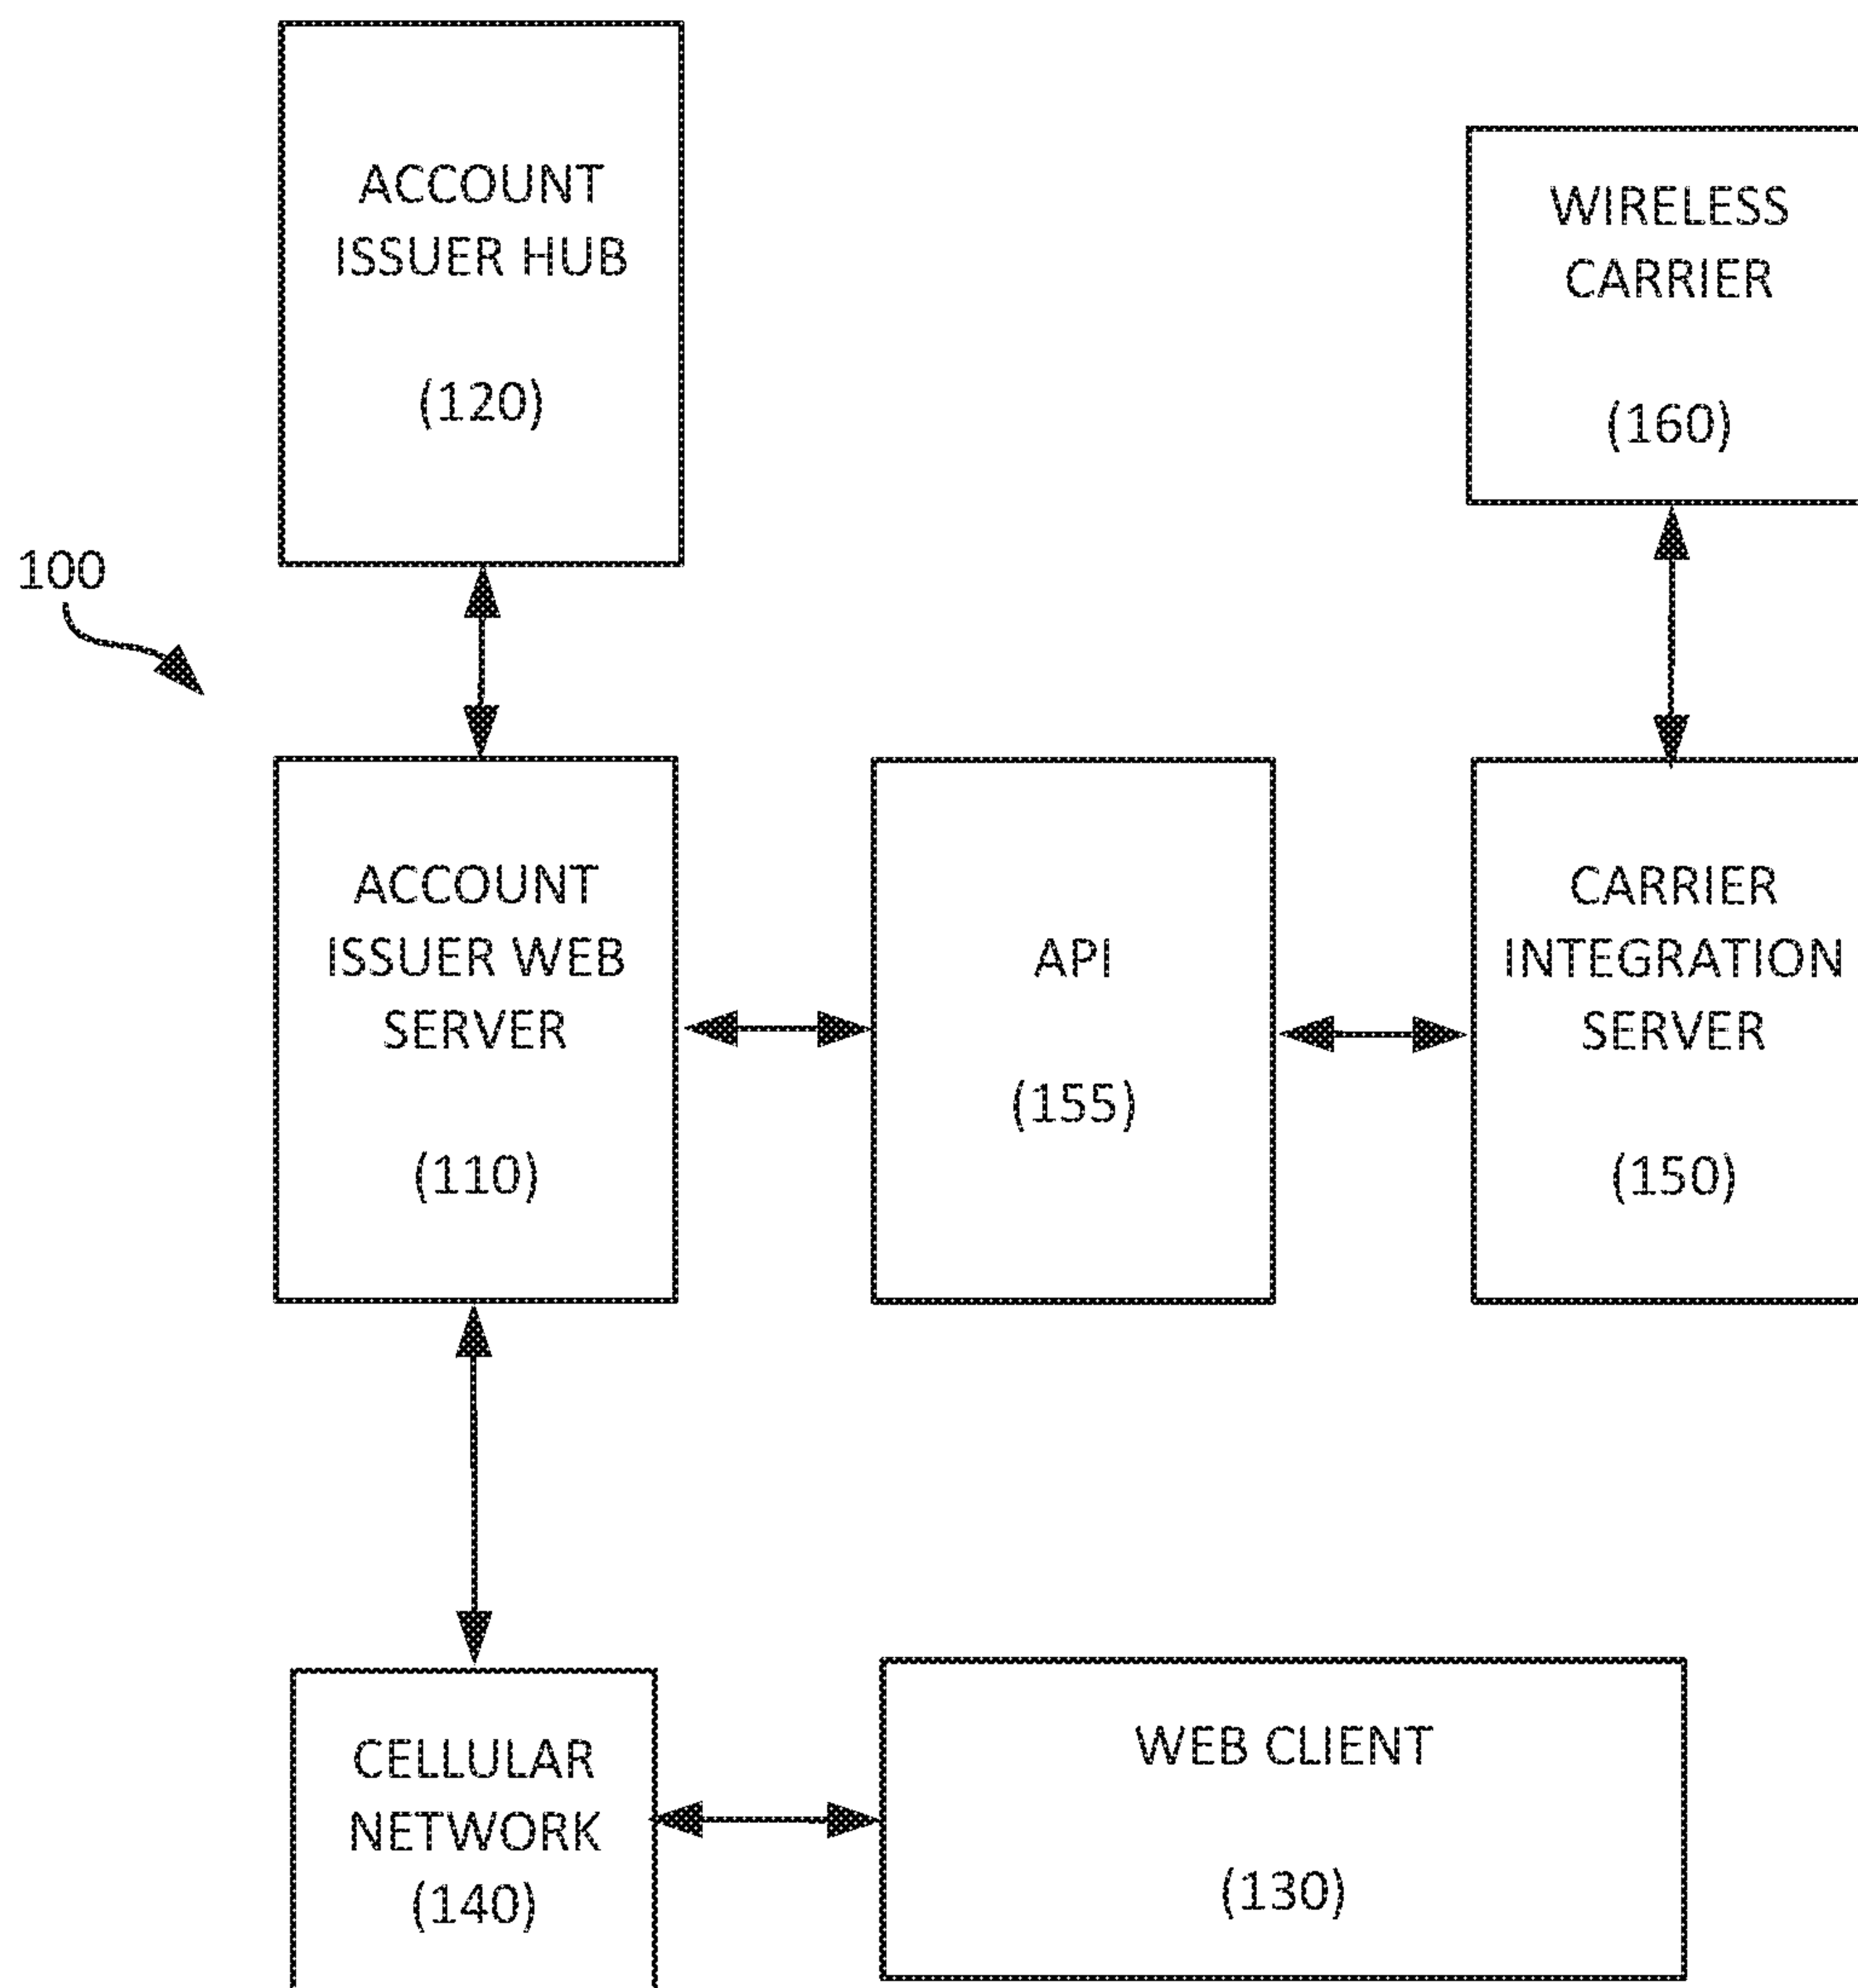 ACCOUNT
ISSUER HUB
(120)
WIRELESS
CARRIER
(160)
100
ACCOUNT
ISSUER WEB
SERVER
(110)
API
(155)
CARRIER
INTEGRATION
SERVER
(150)
CELLULAR
NETWORK
(140)
WEB CLIENT
(130)